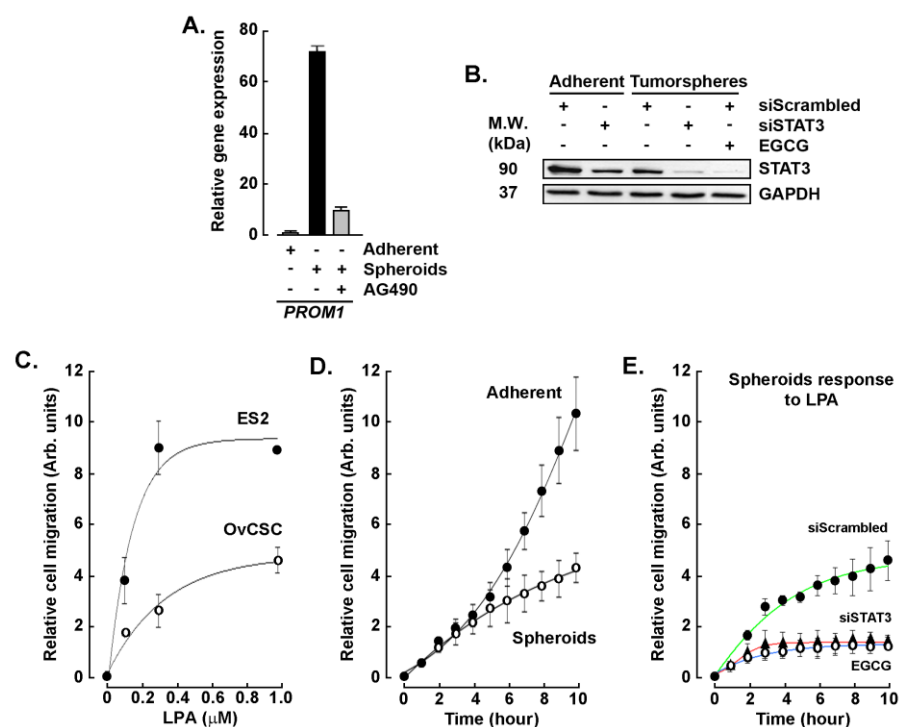 A.
Relative gene expression
80
60
40
20
0
+ - - Adherent
- + + Spheroids
- - + AG490
PROM1
B.
Adherent Tumorspheres
+ - + - + siScrambled
M.W. - + - + - siSTAT3
(kDa) - - - - + EGCG
90 STAT3
37 GAPDH
C.
Relative cell migration (Arb. units)
12
10
8
6
4
2
0
ES2
OvCSC
0 0.2 0.4 0.6 0.8 1.0
LPA (μM)
D.
Relative cell migration (Arb. units)
12
10
8
6
4
2
0
Adherent
Spheroids
0 2 4 6 8 10
Time (hour)
E.
Relative cell migration (Arb. units)
12
10
8
6
4
2
0
Spheroids response
to LPA
siScrambled
siSTAT3
EGCG
0 2 4 6 8 10
Time (hour)